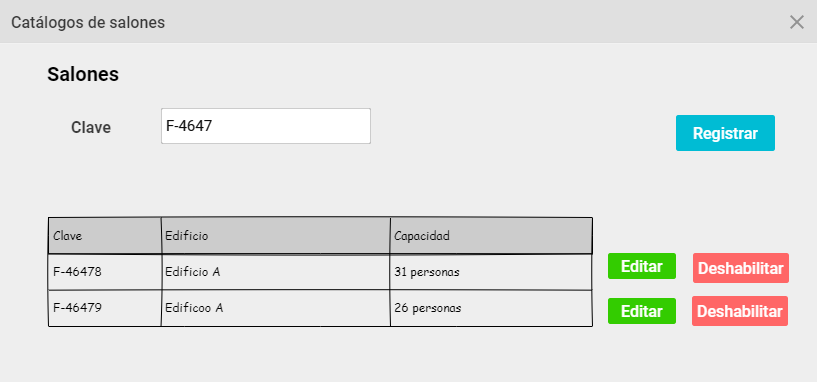 Catálogos de salones
Salones
Clave F-4647
Registrar
Clave Edificio Capacidad
F-46478 Edificio A 31 personas Editar Deshabilitar
F-46479 Edificoo A 26 personas Editar Deshabilitar